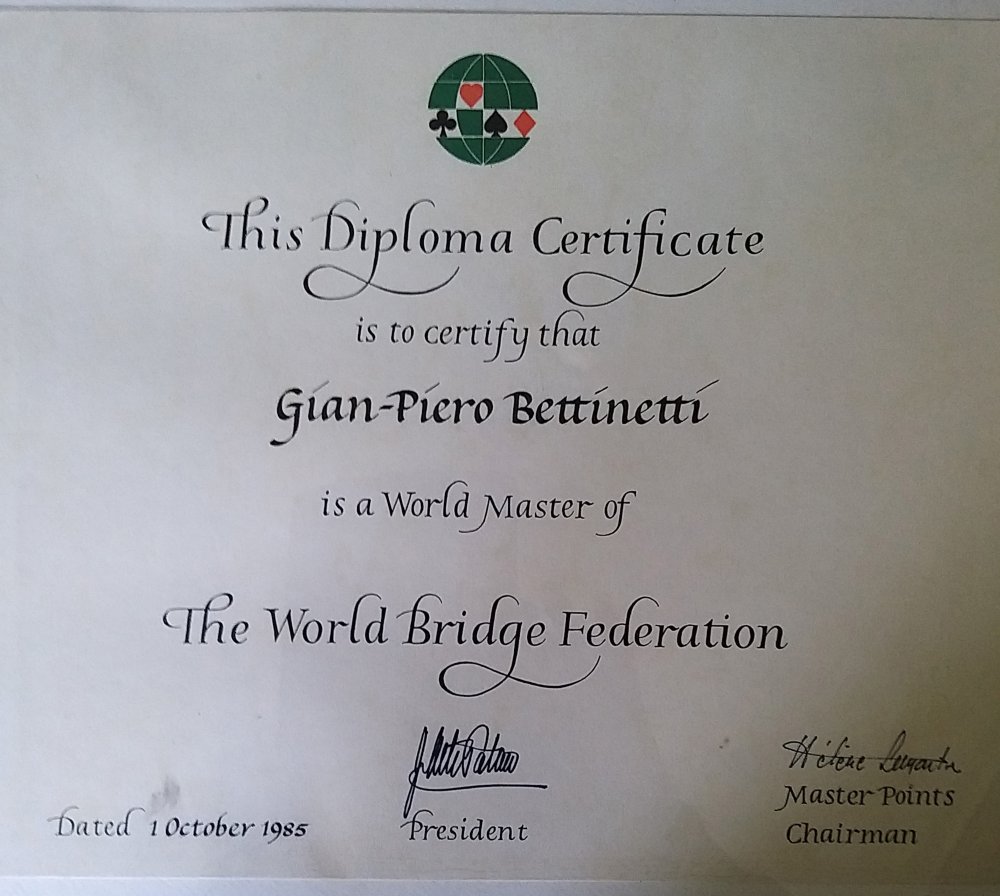 This Diploma Certificate
is to certify that
Gian-Piero Bettinetti
is a World Master of
The World Bridge Federation
Hélène
Master Points
Dated 1 October 1985
President
Chairman